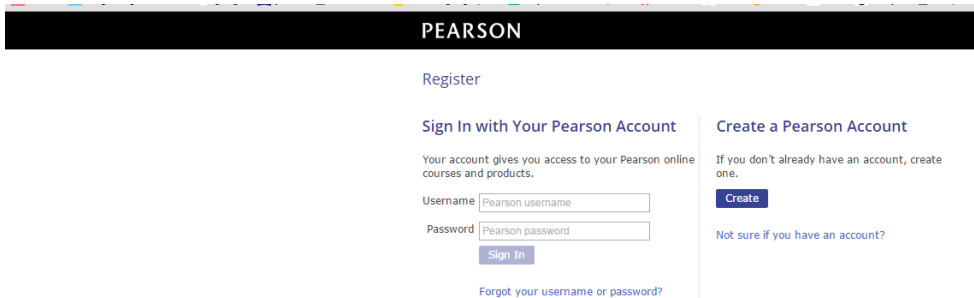 PEARSON
Register
Sign In with Your Pearson Account
Your account gives you access to your Pearson online
courses and products.
Username Pearson username
Password Pearson password
Sign In
Forgot your username or password?
Create a Pearson Account
If you don't already have an account, create
one.
Create
Not sure if you have an account?